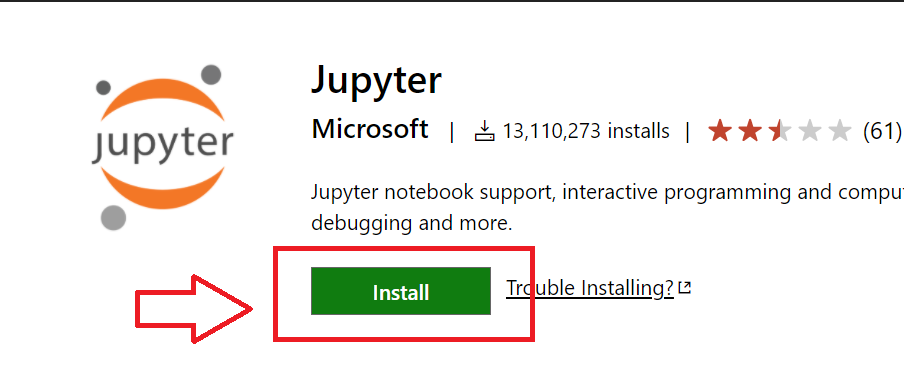 jupyter
Jupyter
Microsoft | 13,110,273 installs | (61)
Jupyter notebook support, interactive programming and
debugging and more.
Install
Trouble Installing?